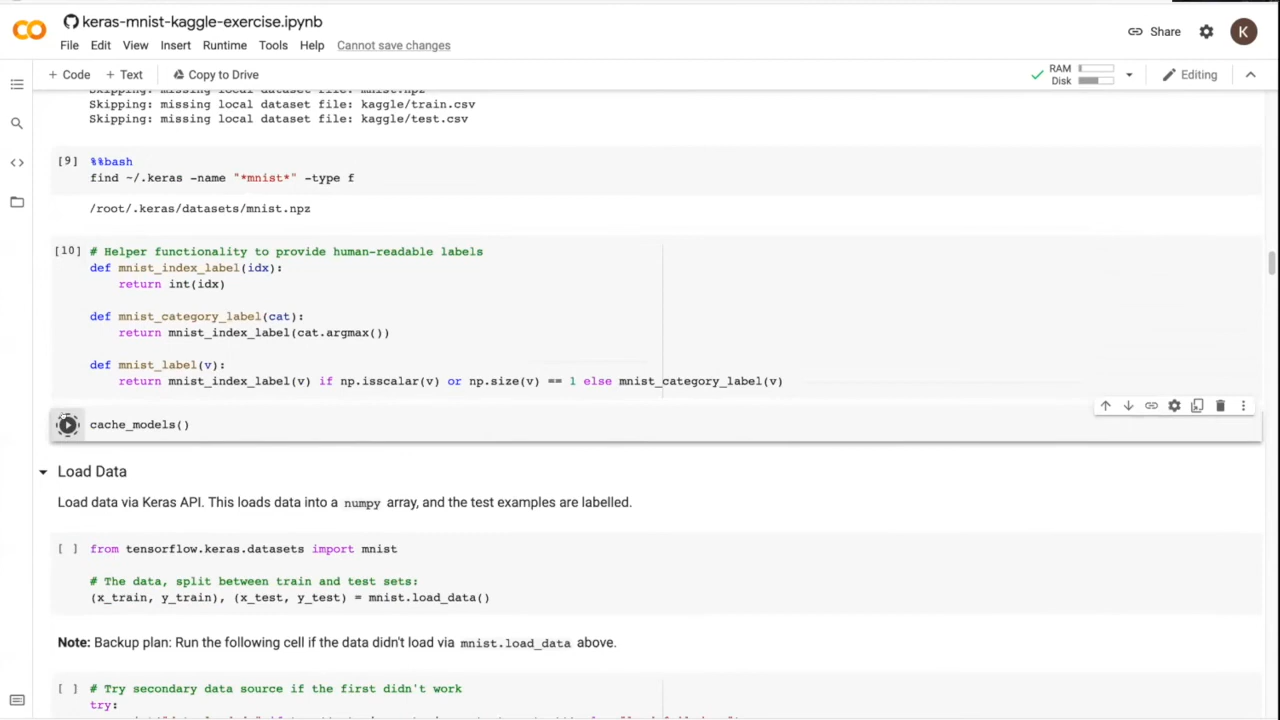 keras-mnist-kaggle-exercise.ipynb
Share
K
File Edit View Insert Runtime Tools Help Cannot save changes
+ Code + Text Copy to Drive
RAM
Disk
Editing
Skipping: missing local dataset file: mnist.npz
Skipping: missing local dataset file: kaggle/train.csv
Skipping: missing local dataset file: kaggle/test.csv
[9] %%bash
find ~/.keras -name "*mnist*" -type f
/root/.keras/datasets/mnist.npz
[10] # Helper functionality to provide human-readable labels
def mnist_index_label(idx):
return int(idx)
def mnist_category_label(cat):
return mnist_index_label(cat.argmax())
def mnist_label(v):
return mnist_index_label(v) if np.isscalar(v) or np.size(v) == 1 else mnist_category_label(v)
cache_models()
Load Data
Load data via Keras API. This loads data into a numpy array, and the test examples are labelled.
[ ] from tensorflow.keras.datasets import mnist
# The data, split between train and test sets:
(x_train, y_train), (x_test, y_test) = mnist.load_data()
Note: Backup plan: Run the following cell if the data didn't load via mnist.load_data above.
[ ] # Try secondary data source if the first didn't work
try: